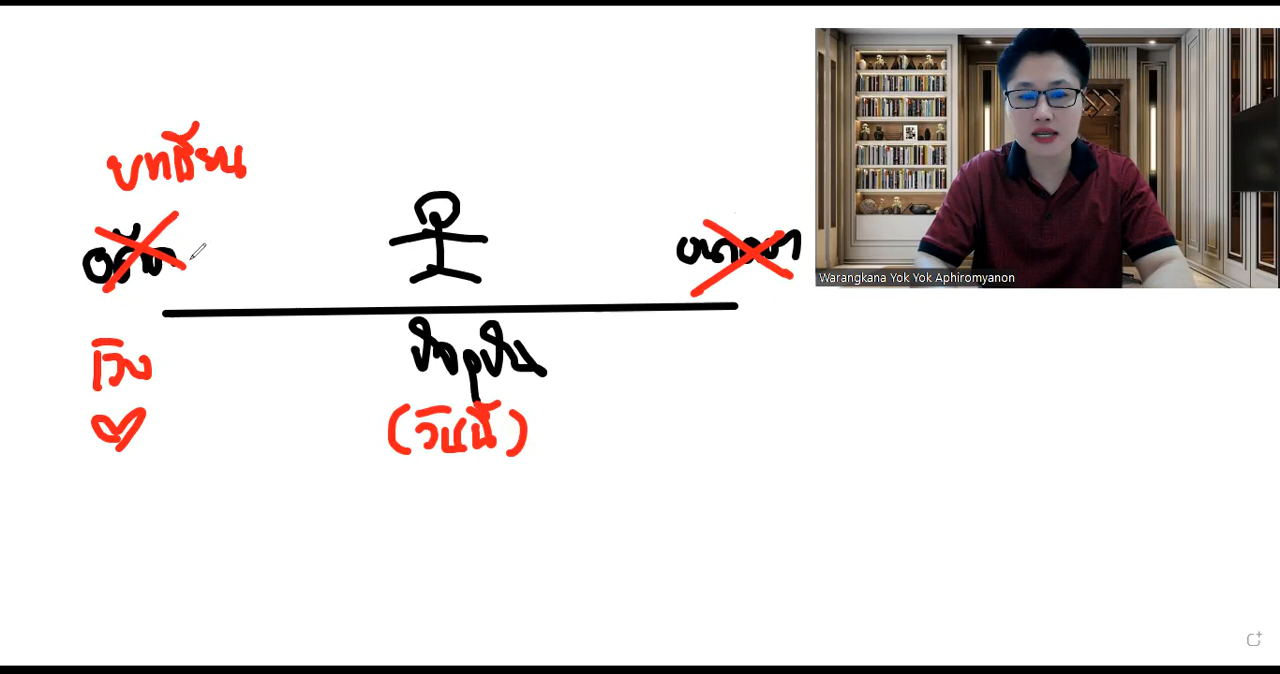 บทเรียน
อดีต
อนาคต
ปัจจุบัน
(วันนี้)
Warangkana Yok Yok Aphiromyanon